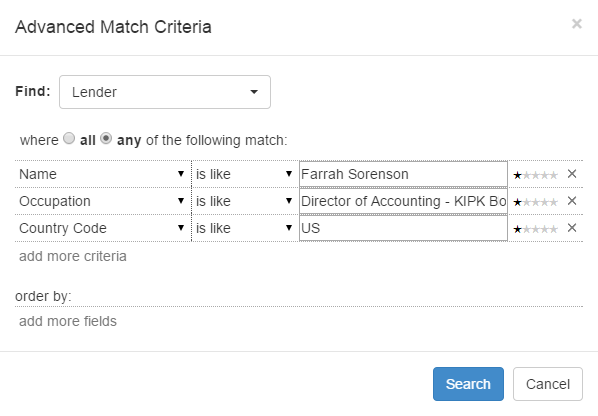 Advanced Match Criteria ×
Find: Lender
where all any of the following match:
Name is like Farrah Sorenson
Occupation is like Director of Accounting - KIPK Bo
Country Code is like US
add more criteria
order by:
add more fields
Search Cancel